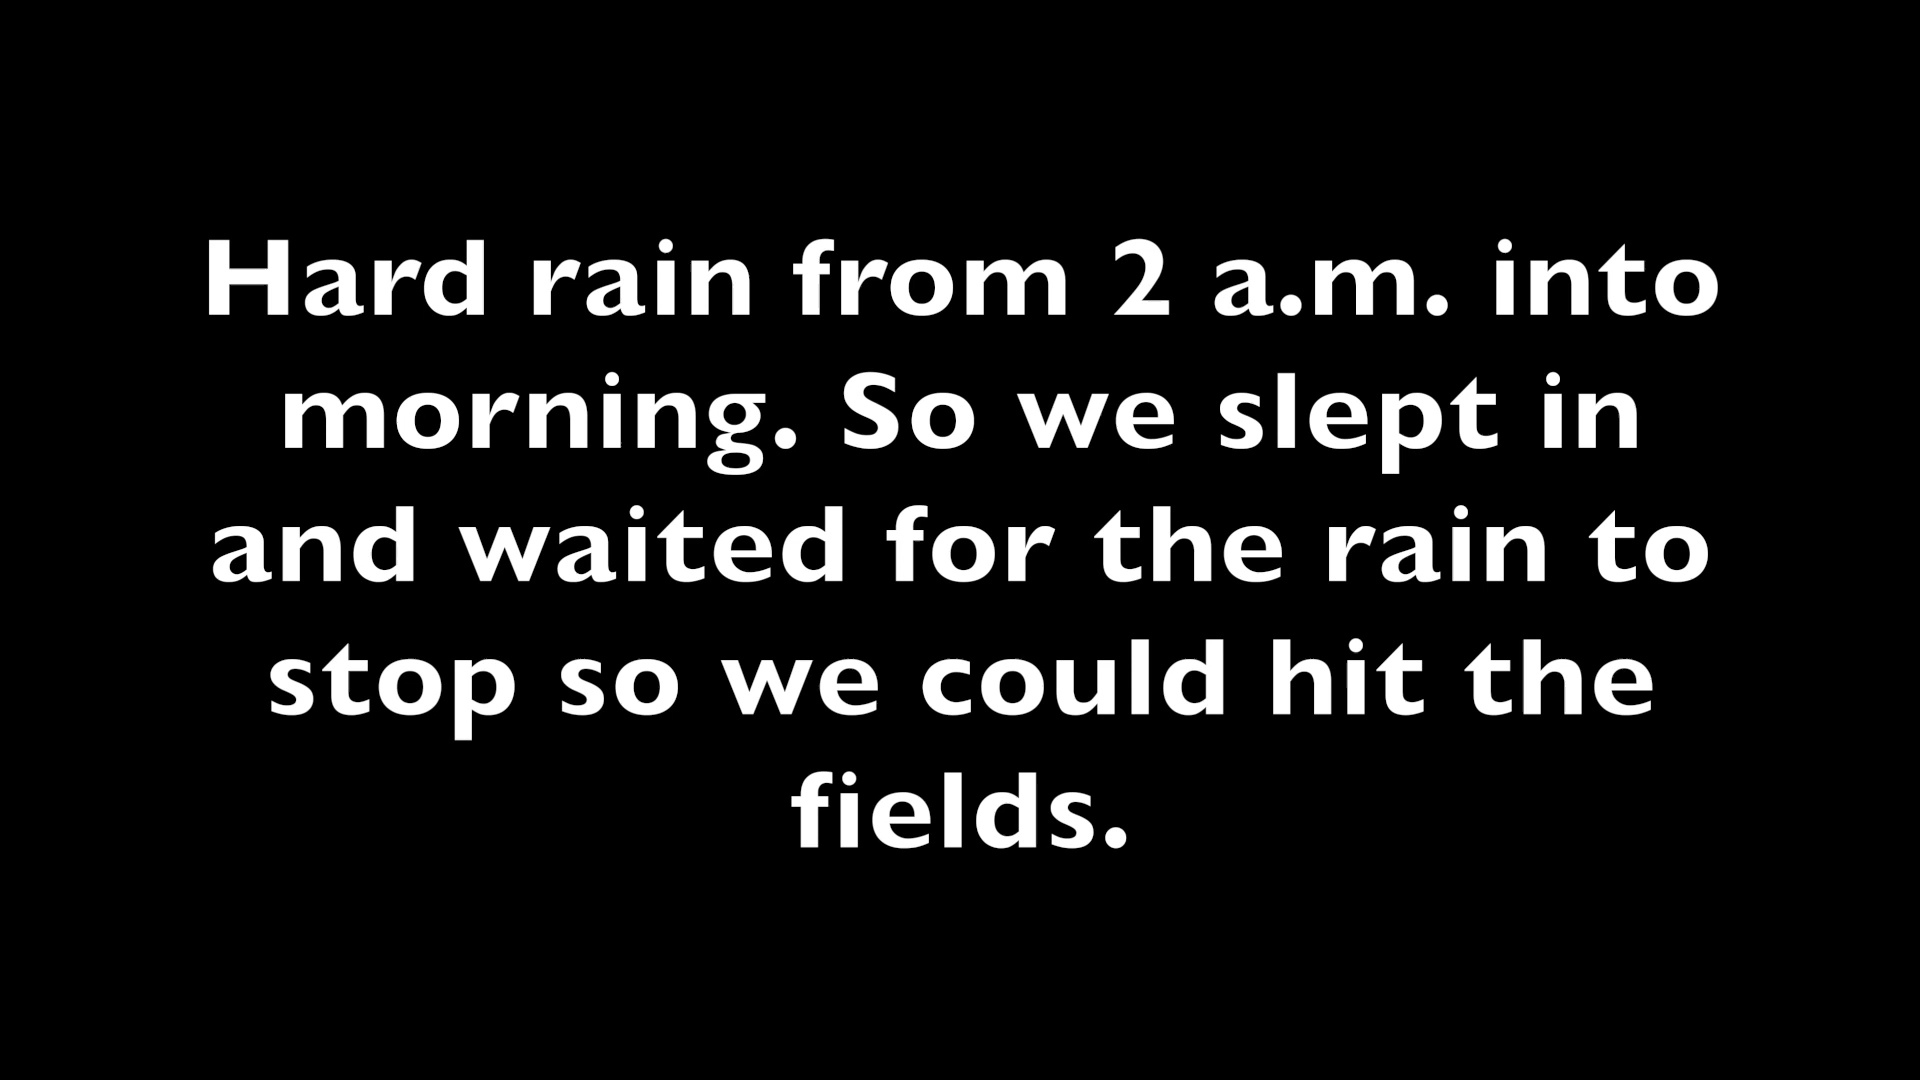 Hard rain from 2 a.m. into
morning. So we slept in
and waited for the rain to
stop so we could hit the
fields.